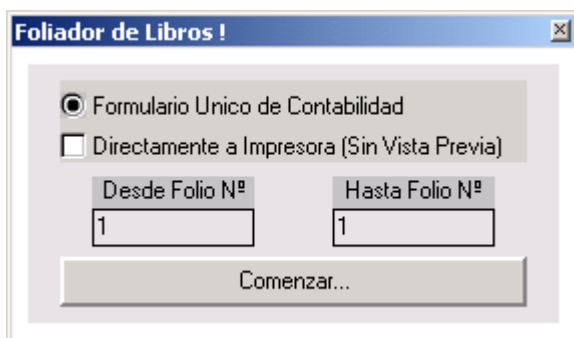 Foliador de Libros !
Formulario Unico de Contabilidad
Directamente a Impresora (Sin Vista Previa)
Desde Folio Nº Hasta Folio Nº
1 1
Comenzar...